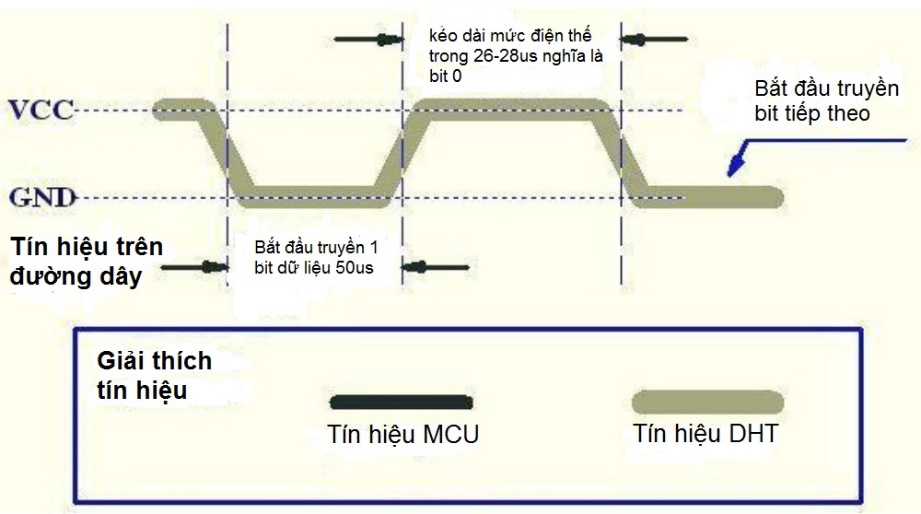 kéo dài mức điện thế
trong 26-28us nghĩa là
bit 0
Bắt đầu truyền
bit tiếp theo
VCC
GND
Tín hiệu trên
đường dây
Bắt đầu truyền 1
bit dữ liệu 50us
Giải thích
tín hiệu
Tín hiệu MCU
Tín hiệu DHT